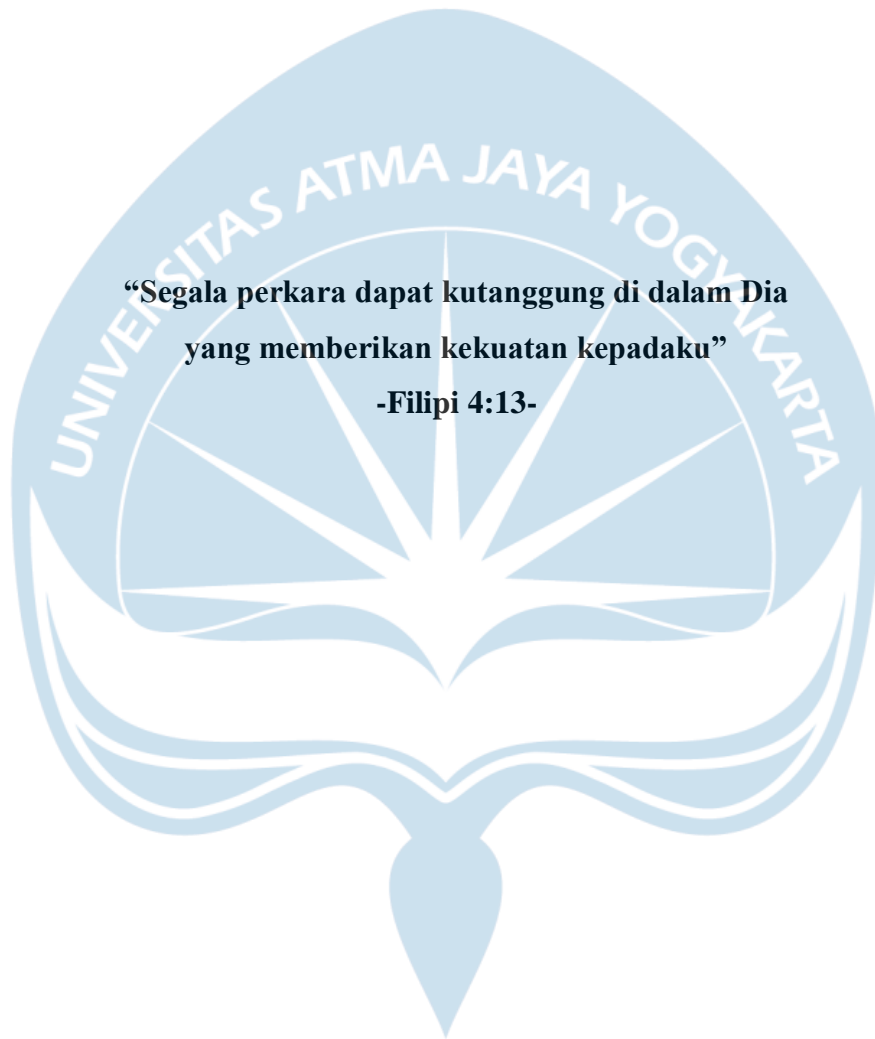 UNIVERSITAS ATMA JAYA YOGYAKARTA
“Segala perkara dapat kutanggung di dalam Dia
yang memberikan kekuatan kepadaku”
-Filipi 4:13-